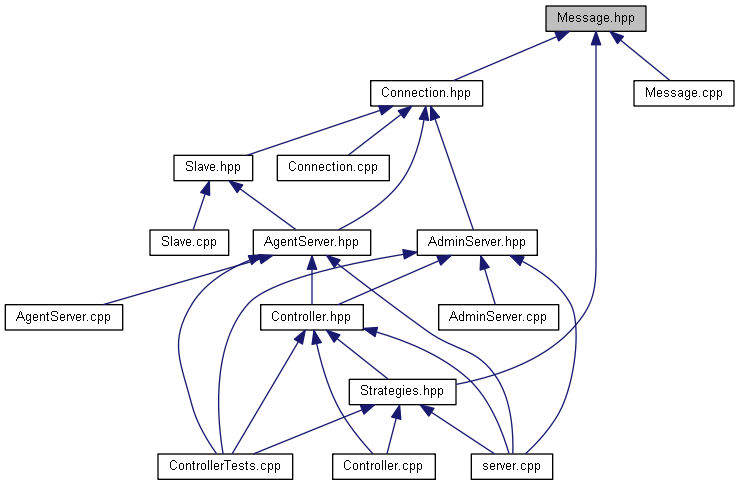 Message.hpp
Connection.hpp
Message.cpp
Slave.hpp
Connection.cpp
Slave.cpp
AgentServer.hpp
AdminServer.hpp
AgentServer.cpp
Controller.hpp
AdminServer.cpp
Strategies.hpp
ControllerTests.cpp
Controller.cpp
server.cpp